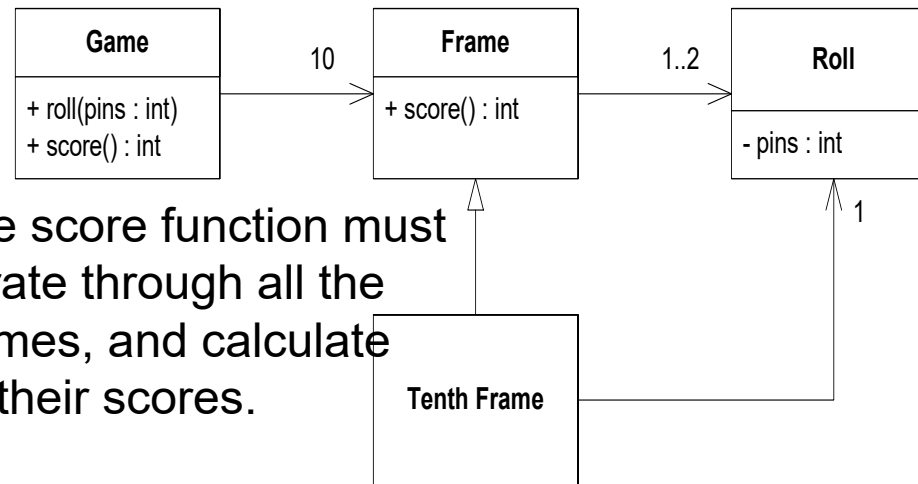 Game
+ roll(pins : int)
+ score() : int
10
Frame
+ score() : int
1..2
Roll
- pins : int
1
e score function must
rate through all the
mes, and calculate
their scores.
Tenth Frame